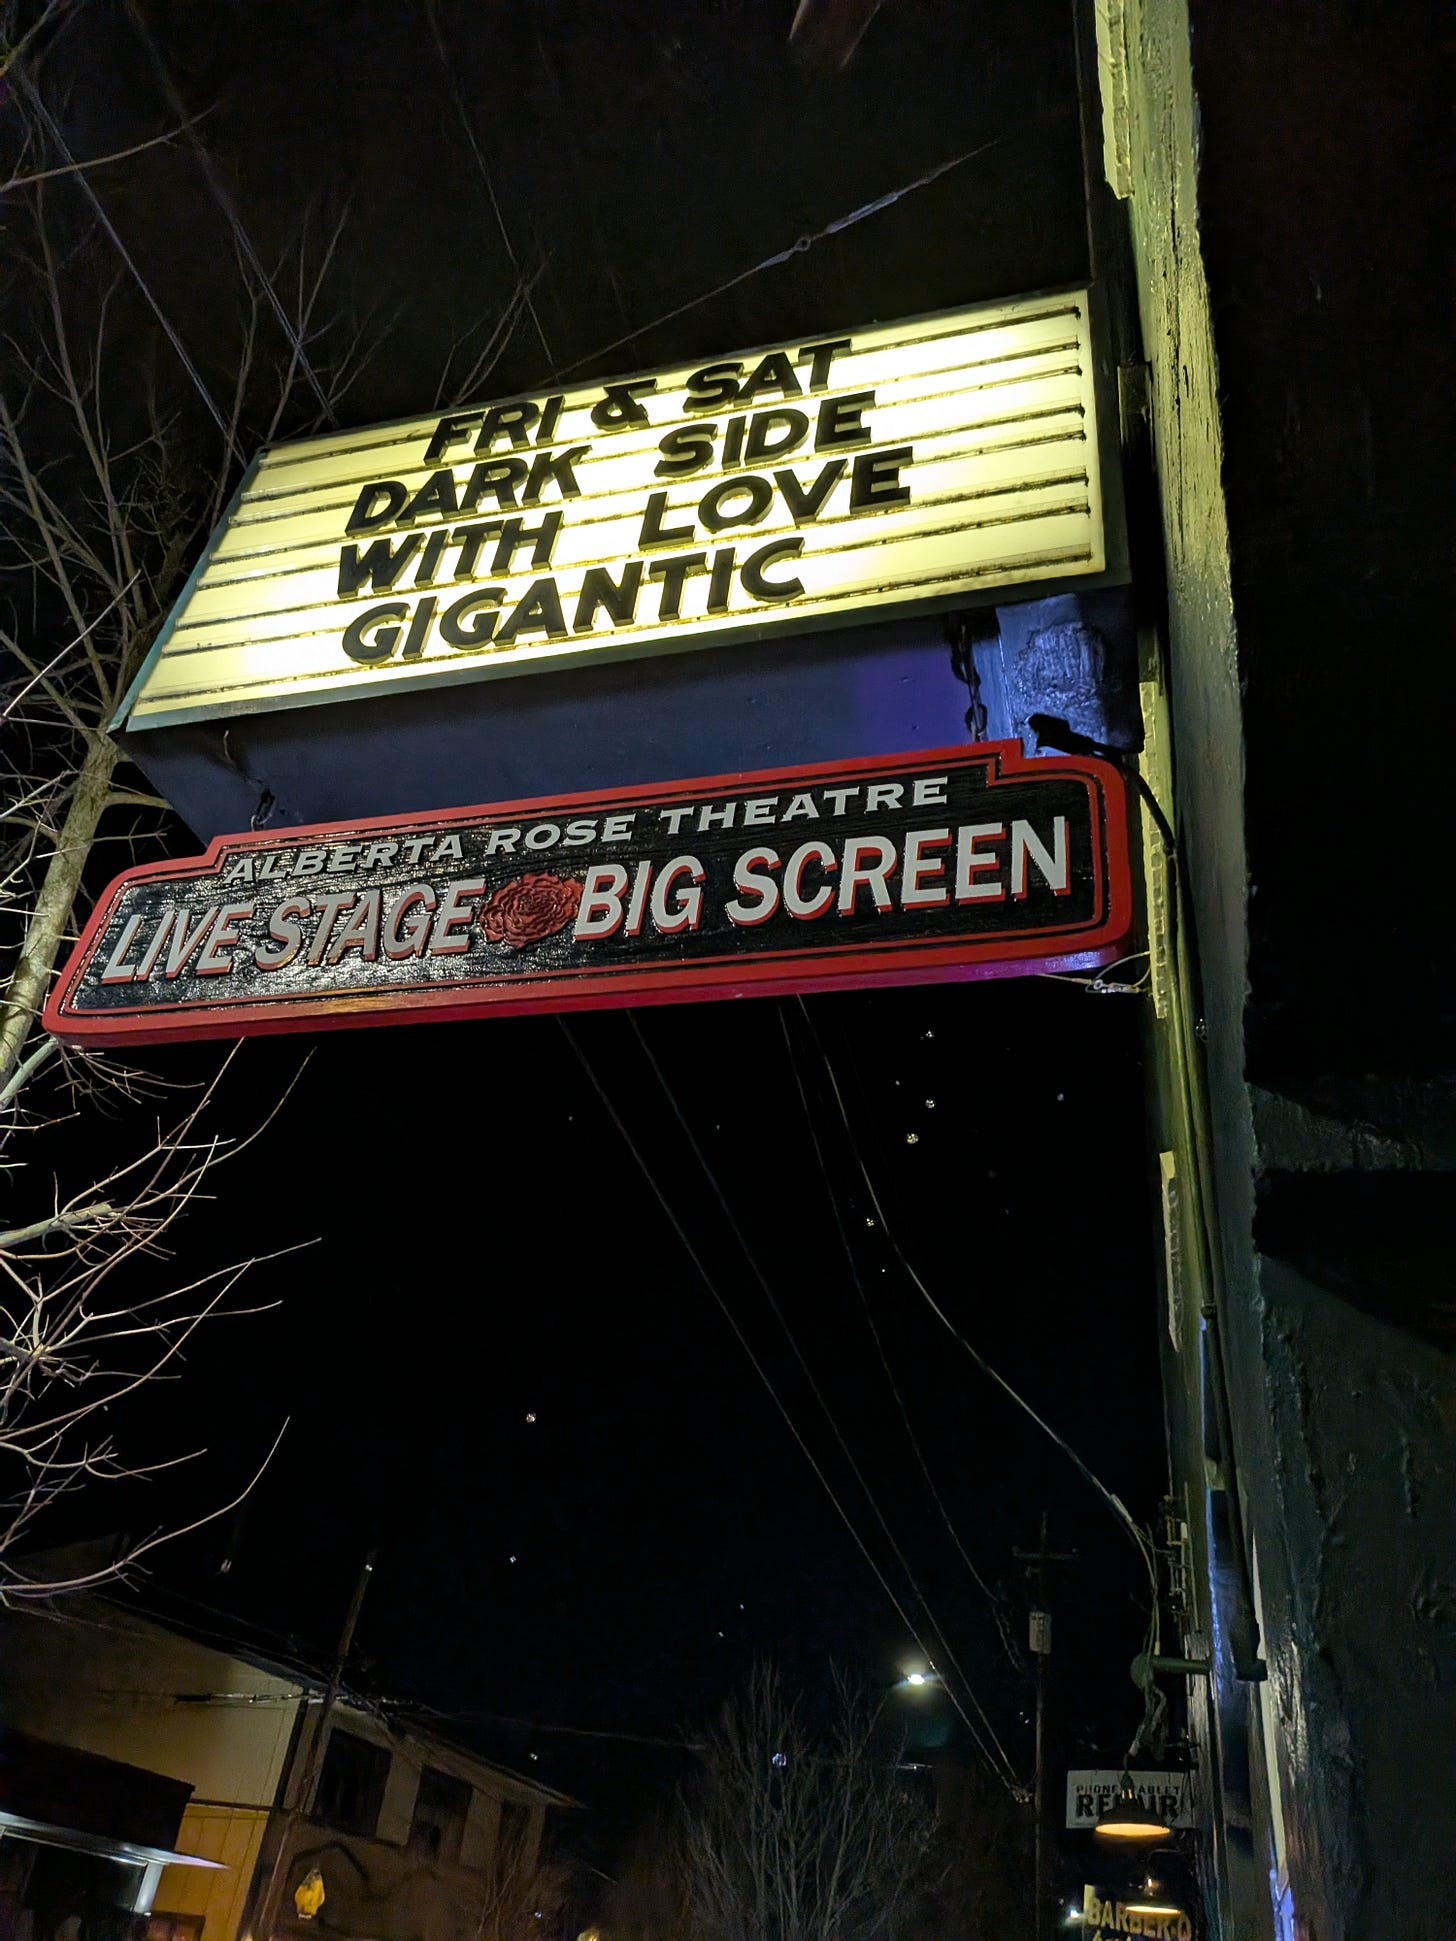 FRI & SAT
DARK SIDE
WITH LOVE
GIGANTIC
ALBERTA ROSE THEATRE
LIVE STAGE BIG SCREEN
REPAIR